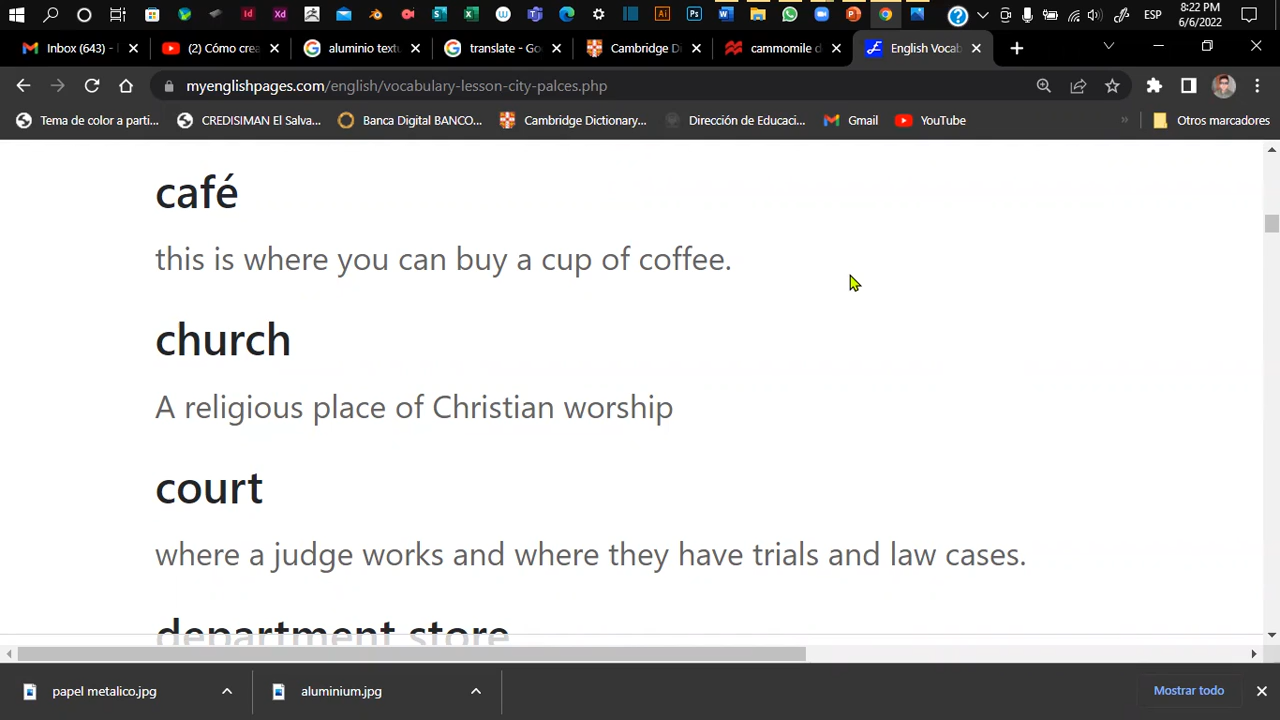 8:22 PM
ESP
6/6/2022
Inbox (643) -
(2) Cómo crea
aluminio textu
translate - Go
Cambridge D
cammomile d
English Vocab
myenglishpages.com/english/vocabulary-lesson-city-palces.php
Tema de color a parti...
CREDISIMAN El Salva...
Banca Digital BANCO...
Cambridge Dictionary...
Dirección de Educaci...
Gmail
YouTube
Otros marcadores
café
this is where you can buy a cup of coffee.
church
A religious place of Christian worship
court
where a judge works and where they have trials and law cases.
department store
papel metalico.jpg
aluminium.jpg
Mostrar todo